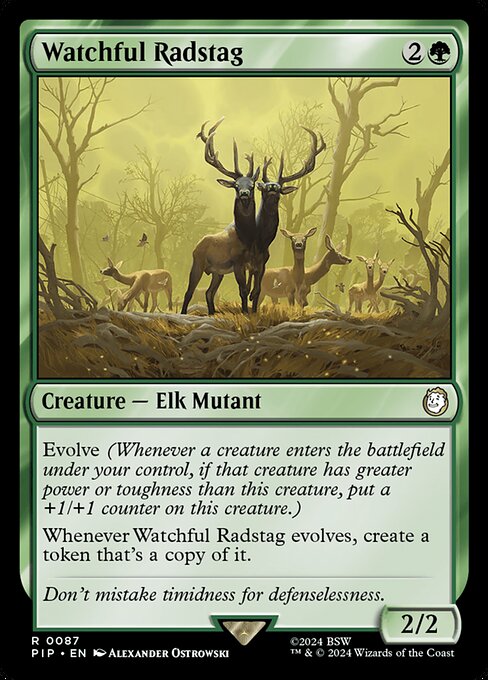 Watchful Radstag 2
Creature — Elk Mutant
Evolve (Whenever a creature enters the battlefield
under your control, if that creature has greater
power or toughness than this creature, put a
+1/+1 counter on this creature.)
Whenever Watchful Radstag evolves, create a
token that's a copy of it.
Don't mistake timidness for defenselessness.
2/2
R 0087 ©2024 BSW
PIP • EN Alexander Ostrowski ™ & © 2024 Wizards of the Coast